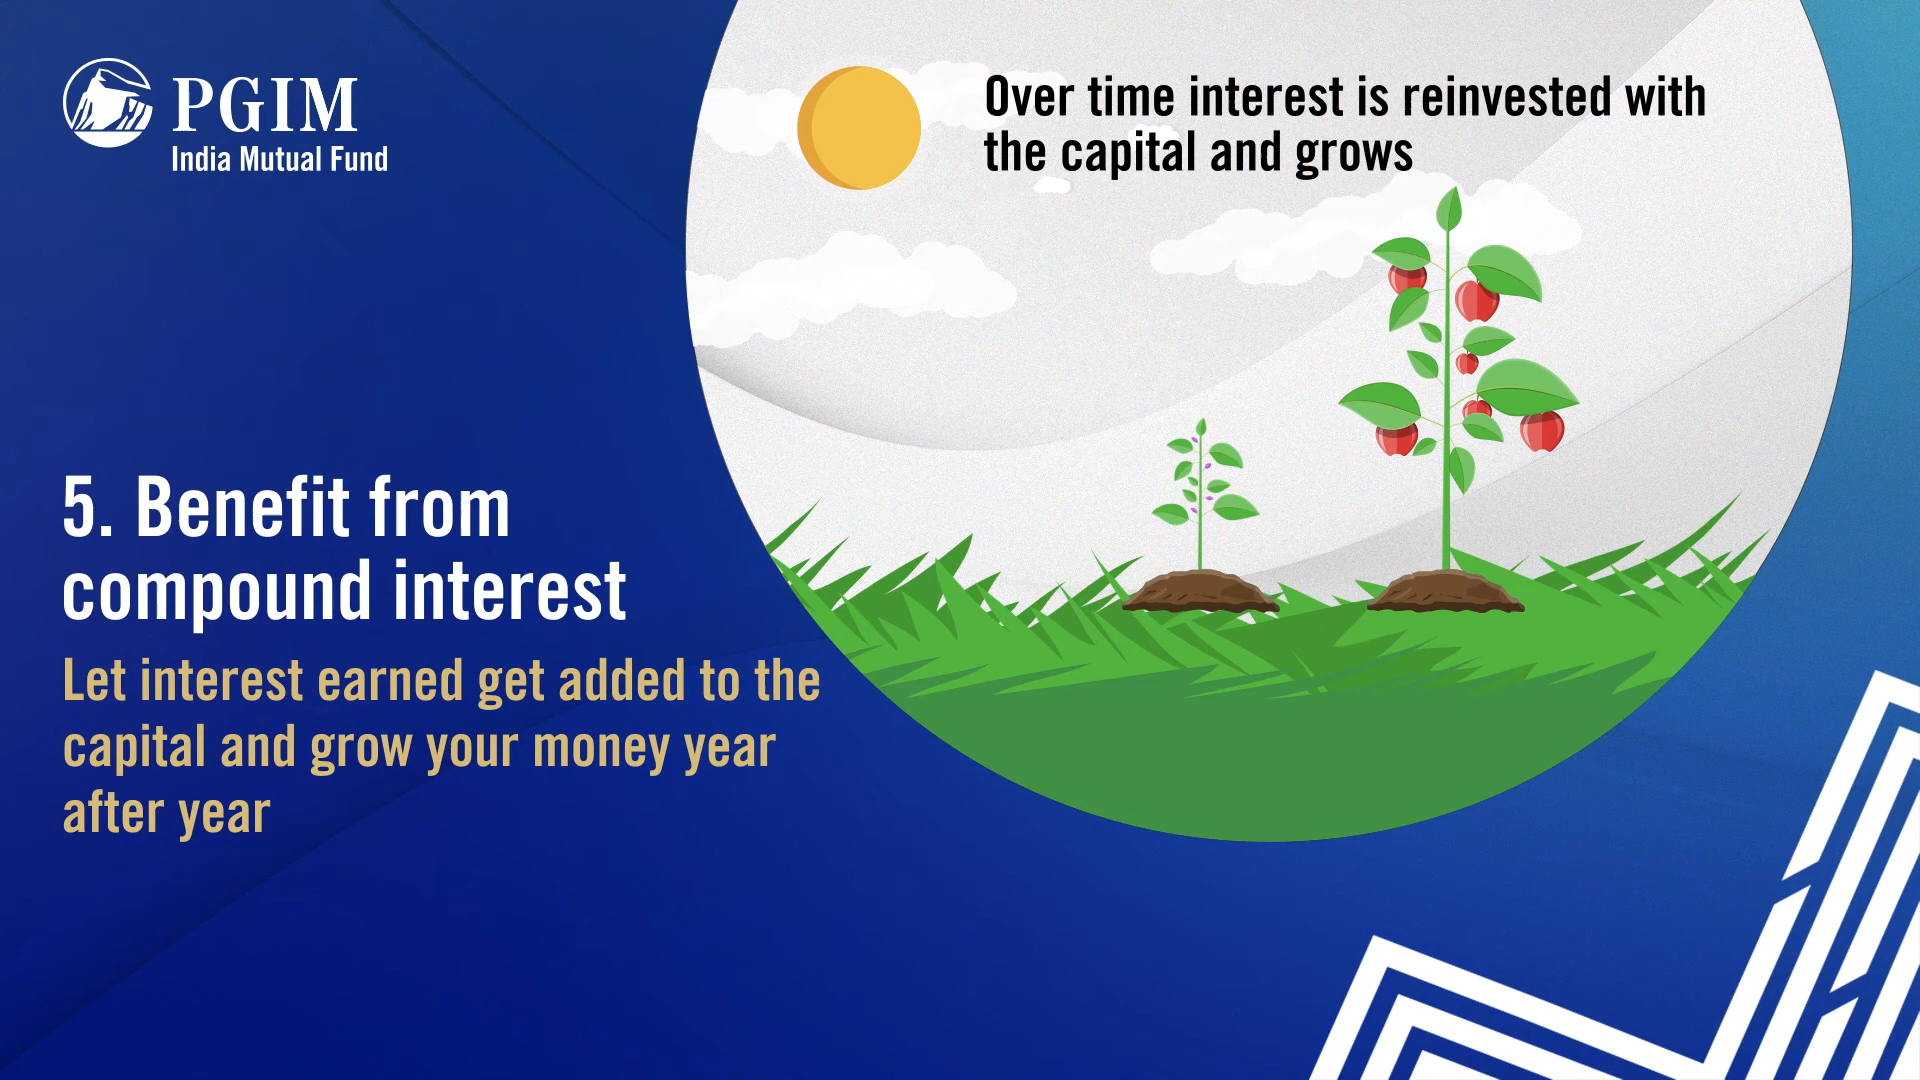 PGIM
India Mutual Fund
Over time interest is reinvested with
the capital and grows
5. Benefit from
compound interest
Let interest earned get added to the
capital and grow your money year
after year